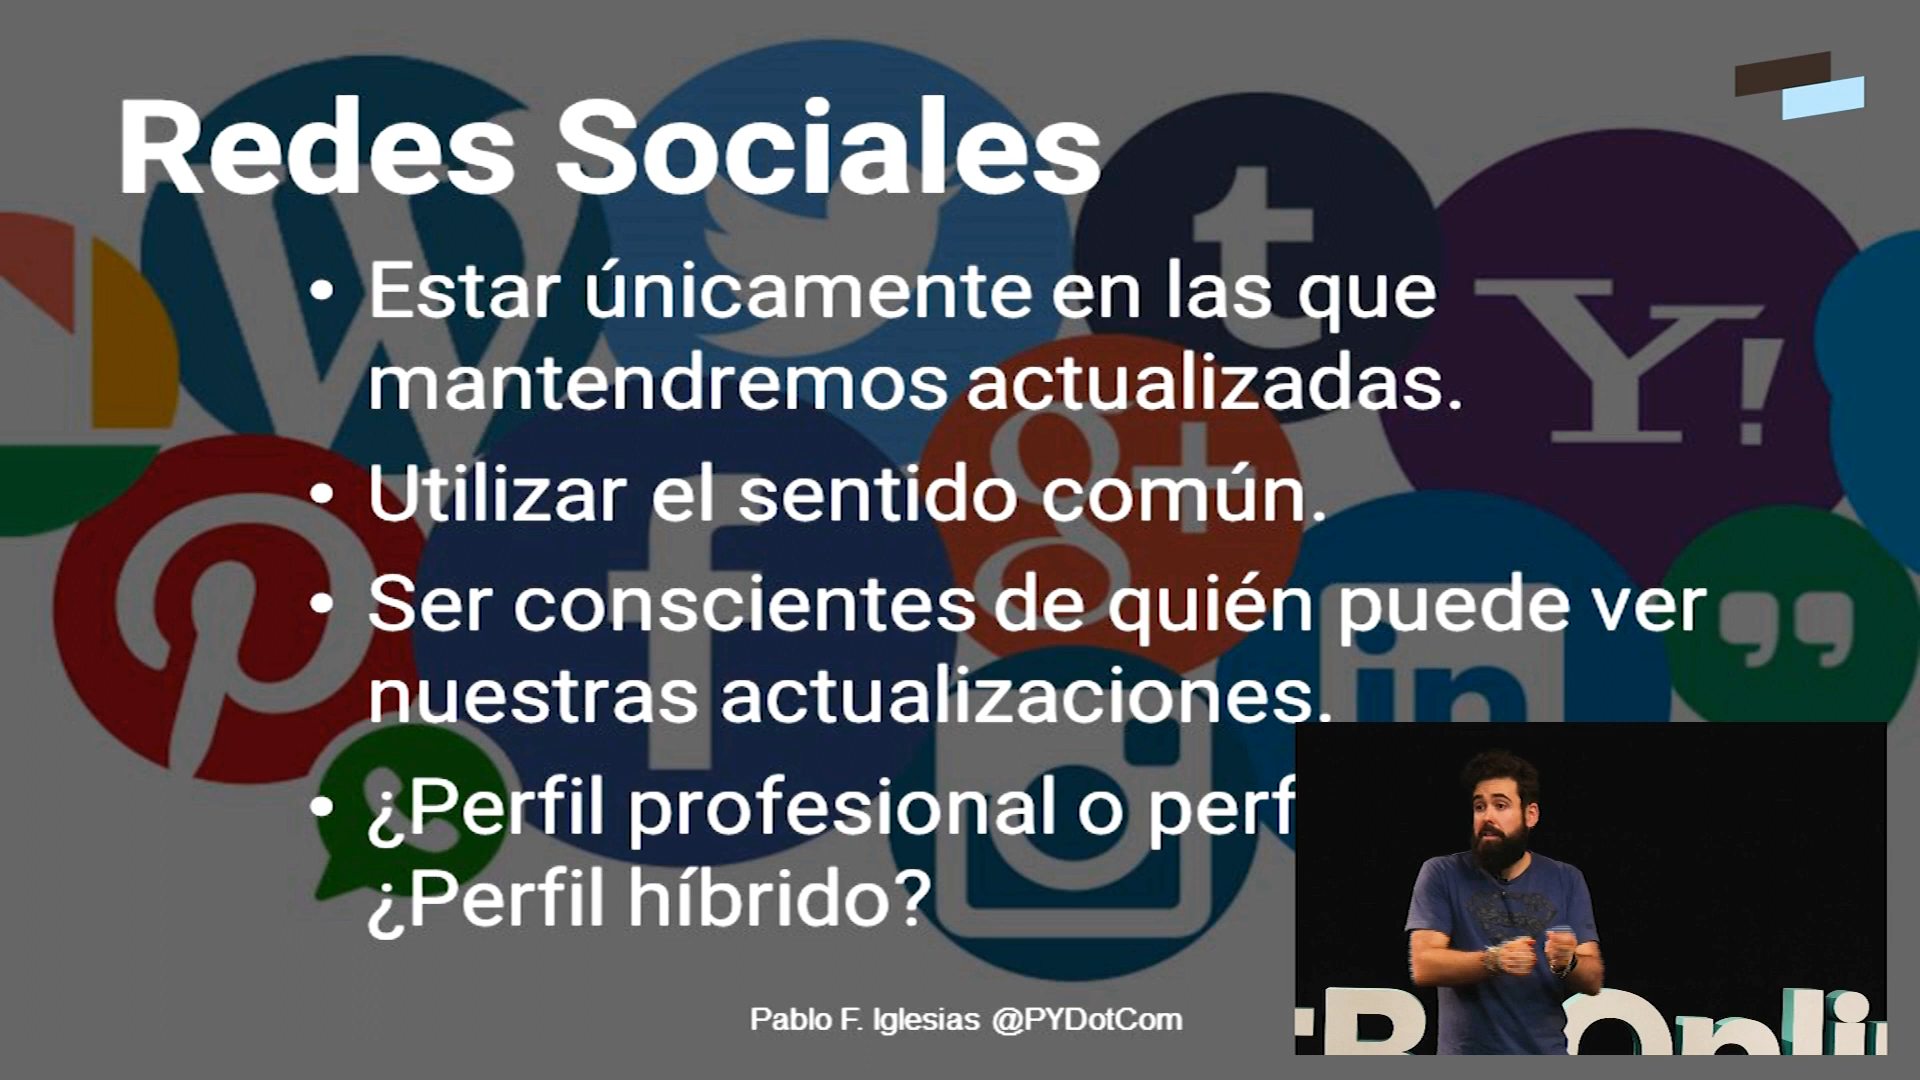 Redes Sociales
• Estar únicamente en las que
mantendremos actualizadas.
• Utilizar el sentido común.
• Ser conscientes de quién puede ver
nuestras actualizaciones.
• ¿Perfil profesional o perf
¿Perfil híbrido?
Pablo F. Iglesias @PYDotCom